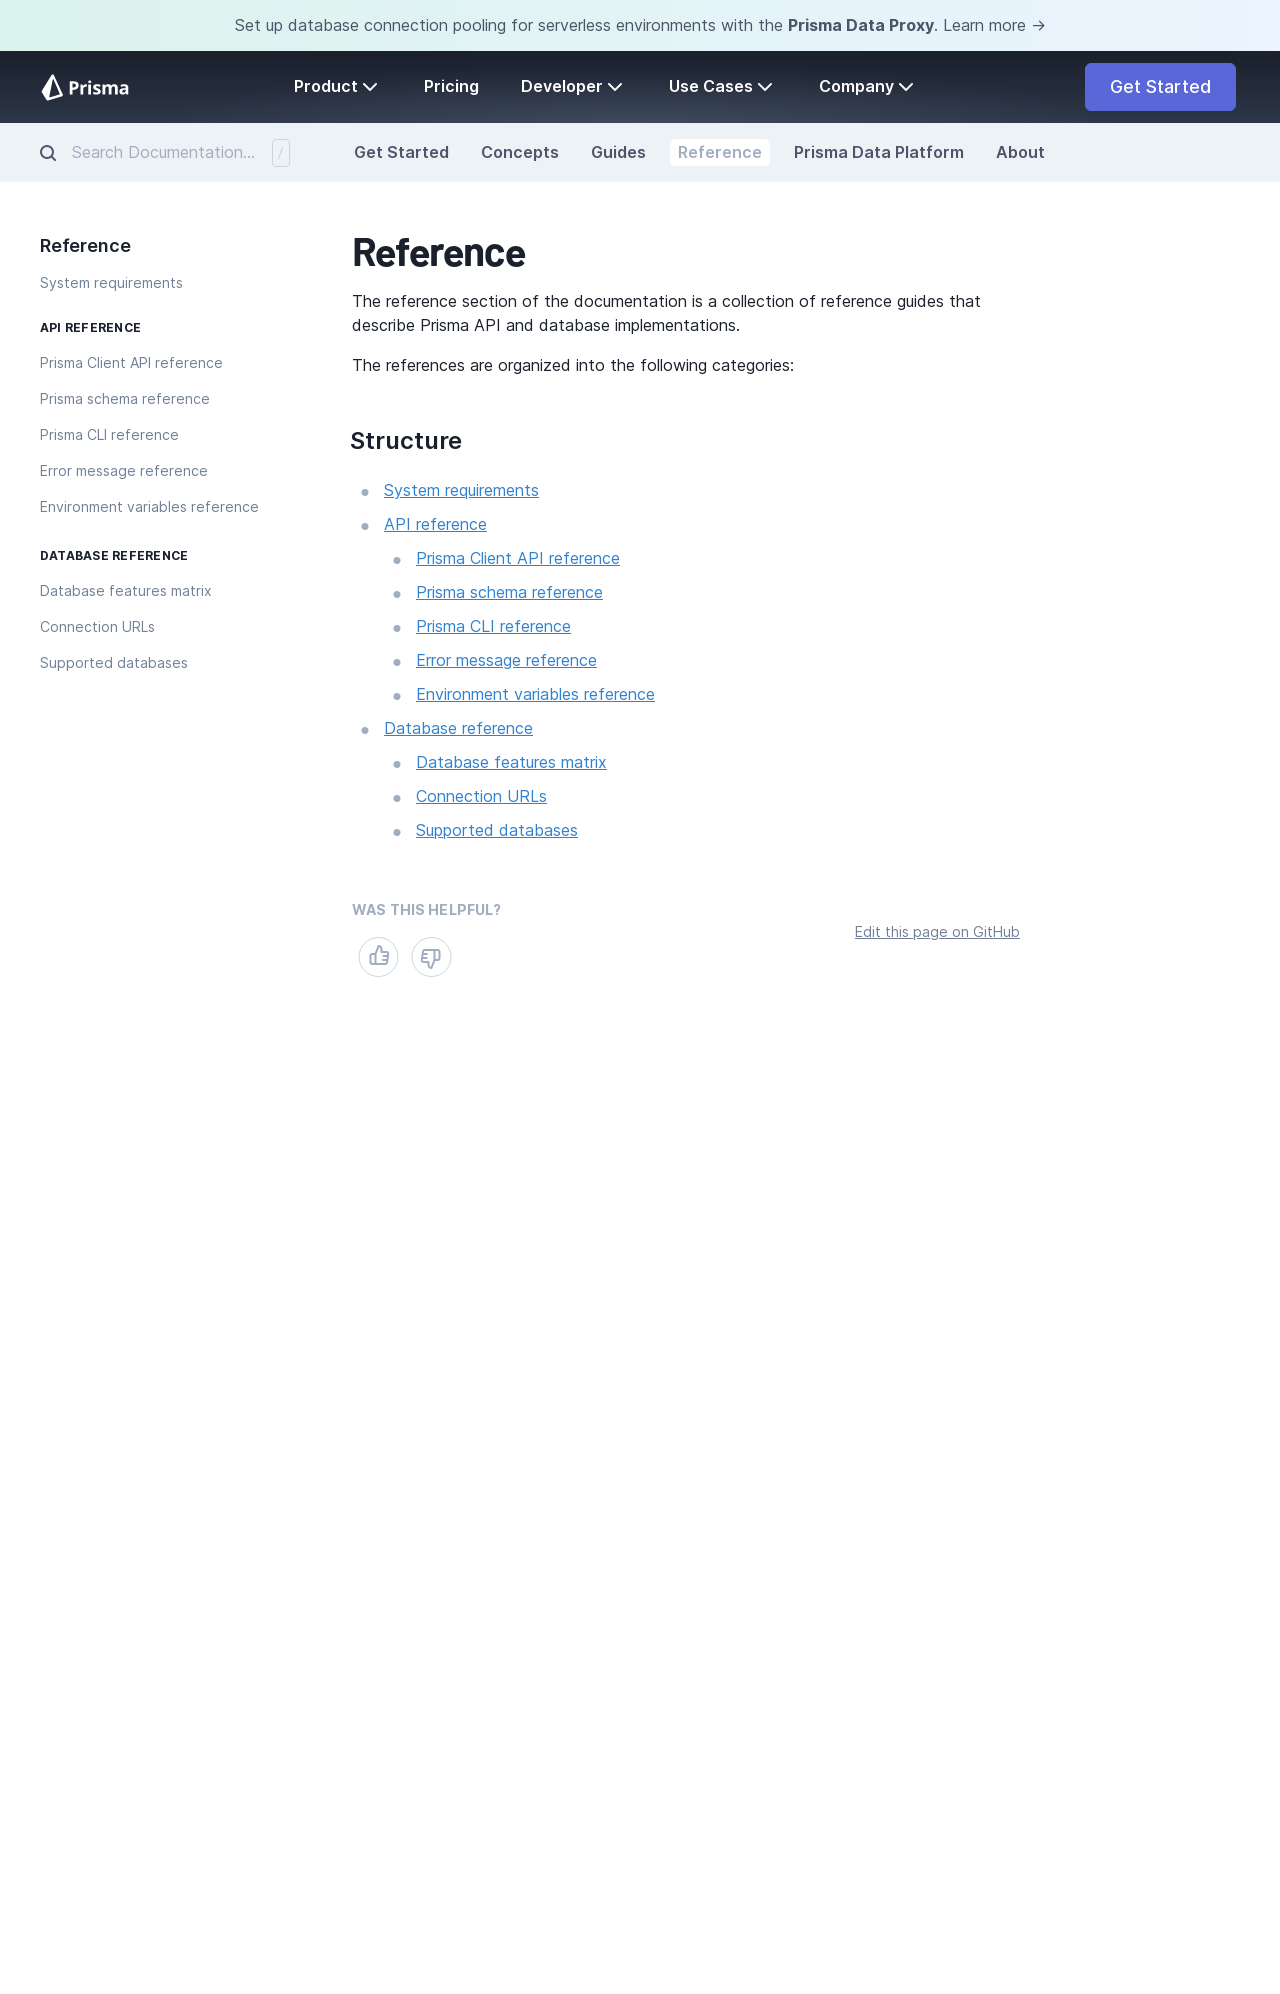 Set up database connection pooling for serverless environments with the Prisma Data Proxy. Learn more →
Prisma
Product
Pricing
Developer
Use Cases
Company
Get Started
Search Documentation...
/
Get Started
Concepts
Guides
Reference
Prisma Data Platform
About
Reference
System requirements
API REFERENCE
Prisma Client API reference
Prisma schema reference
Prisma CLI reference
Error message reference
Environment variables reference
DATABASE REFERENCE
Database features matrix
Connection URLs
Supported databases
Reference
The reference section of the documentation is a collection of reference guides that
describe Prisma API and database implementations.
The references are organized into the following categories:
Structure
System requirements
API reference
Prisma Client API reference
Prisma schema reference
Prisma CLI reference
Error message reference
Environment variables reference
Database reference
Database features matrix
Connection URLs
Supported databases
WAS THIS HELPFUL?
Edit this page on GitHub